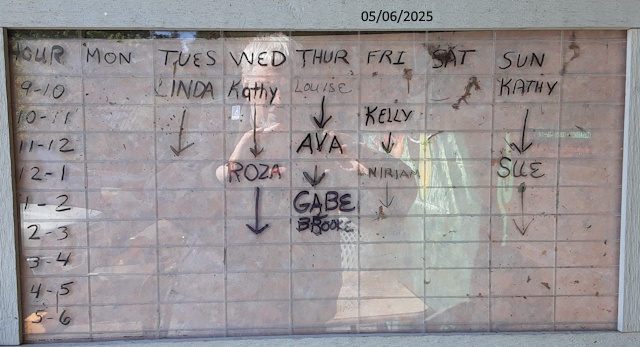 05/06/2025
HOUR MON TUES WED THUR FRI SAT SUN
9-10 LINDA Kathy Louise KATHY
10-11 KELLY
11-12 AVA
12-1 ROZA NIRIAM SUE
1-2 GABE
2-3 BROOKE
3-4
4-5
5-6